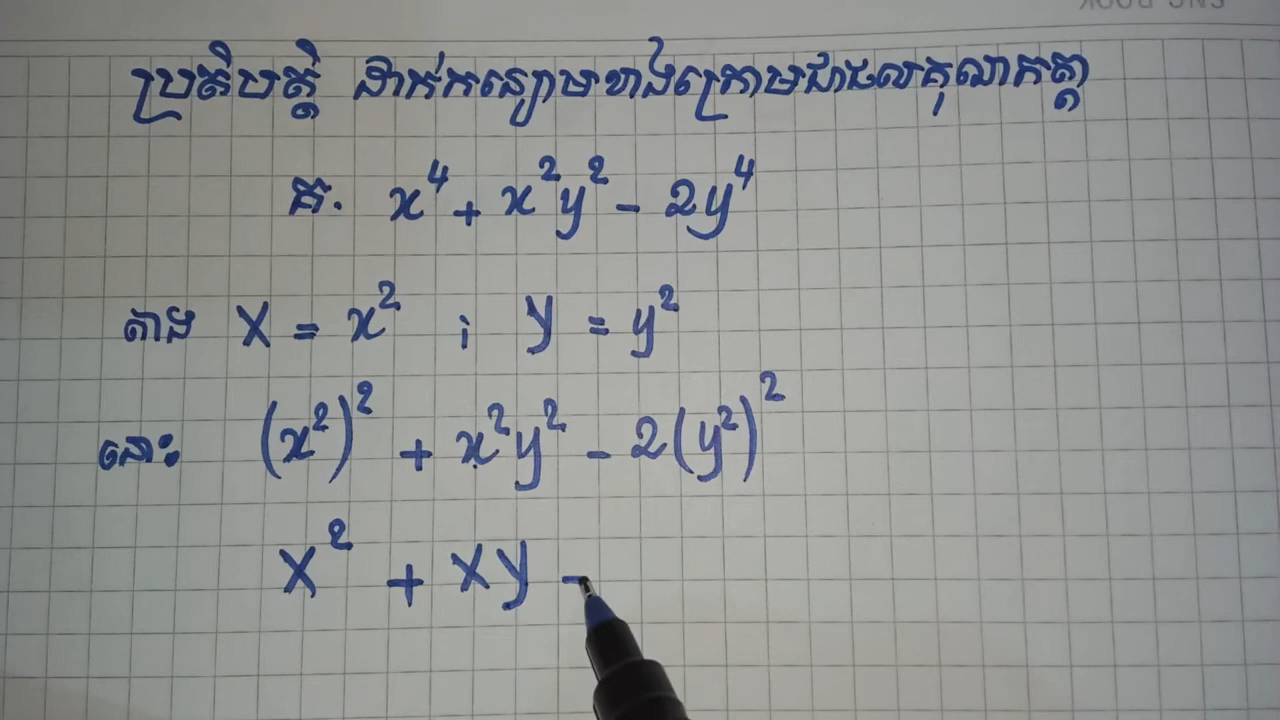 ប្រតិបត្តិ ដាក់កន្សោមខាងក្រោមជាផលគុណកត្តា
គ. x⁴ + x²y² - 2y⁴
តាង X = x² ; Y = y²
នោះ (x²)² + x²y² - 2(y²)²
X² + XY -